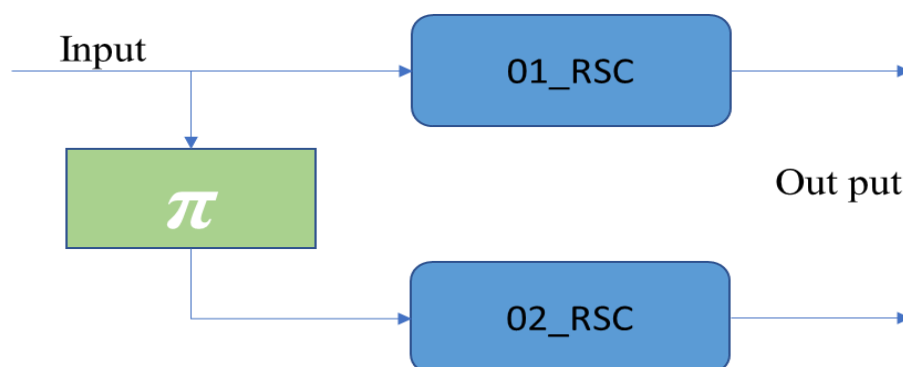 Input
01_RSC
π
Out put
02_RSC